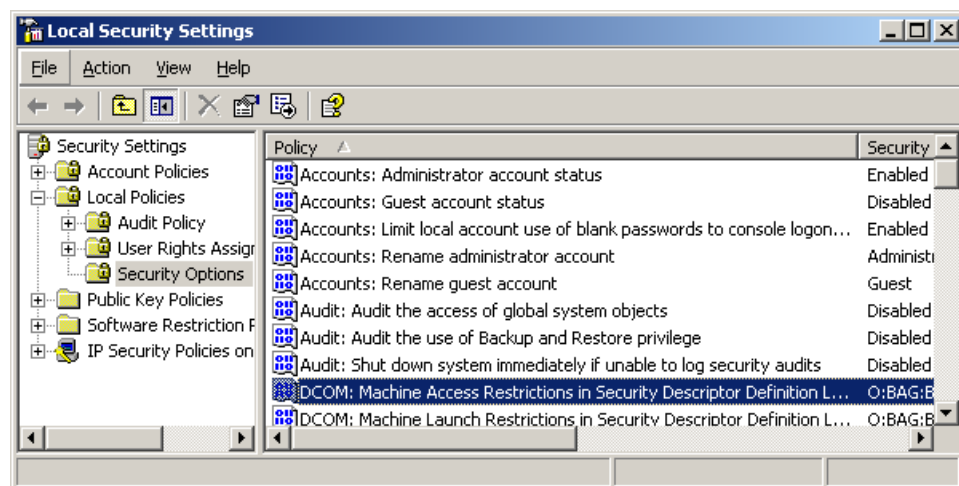 Local Security Settings
File Action View Help
Security Settings
Account Policies
Local Policies
Audit Policy
User Rights Assigr
Security Options
Public Key Policies
Software Restriction F
IP Security Policies on
Policy Security
Accounts: Administrator account status Enabled
Accounts: Guest account status Disabled
Accounts: Limit local account use of blank passwords to console logon... Enabled
Accounts: Rename administrator account Administr
Accounts: Rename guest account Guest
Audit: Audit the access of global system objects Disabled
Audit: Audit the use of Backup and Restore privilege Disabled
Audit: Shut down system immediately if unable to log security audits Disabled
DCOM: Machine Access Restrictions in Security Descriptor Definition L... O:BAG:B
DCOM: Machine Launch Restrictions in Security Descriptor Definition L... O:BAG:B